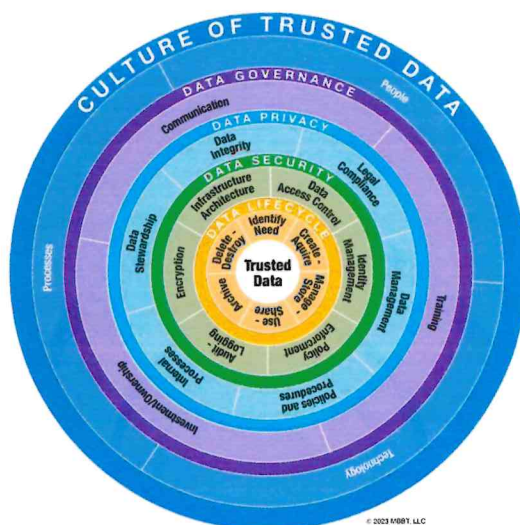 CULTURE OF TRUSTED DATA
People
Technology
Processes
DATA GOVERNANCE
Communication
Training
Investment/Ownership
DATA PRIVACY
Data
Integrity
Legal
Compliance
Data
Management
Policies and
Procedures
Internal
Processes
Data
Stewardship
DATA SECURITY
Infrastructure
Architecture
Data
Access Control
Identity
Management
Policy
Enforcment
Audit -
Logging
Encryption
DATA LIFECYCLE
Identify
Need
Create -
Aquire
Manage -
Store
Use -
Share
Archive
Delete -
Destroy
Trusted
Data
© 2023 MBBT, LLC